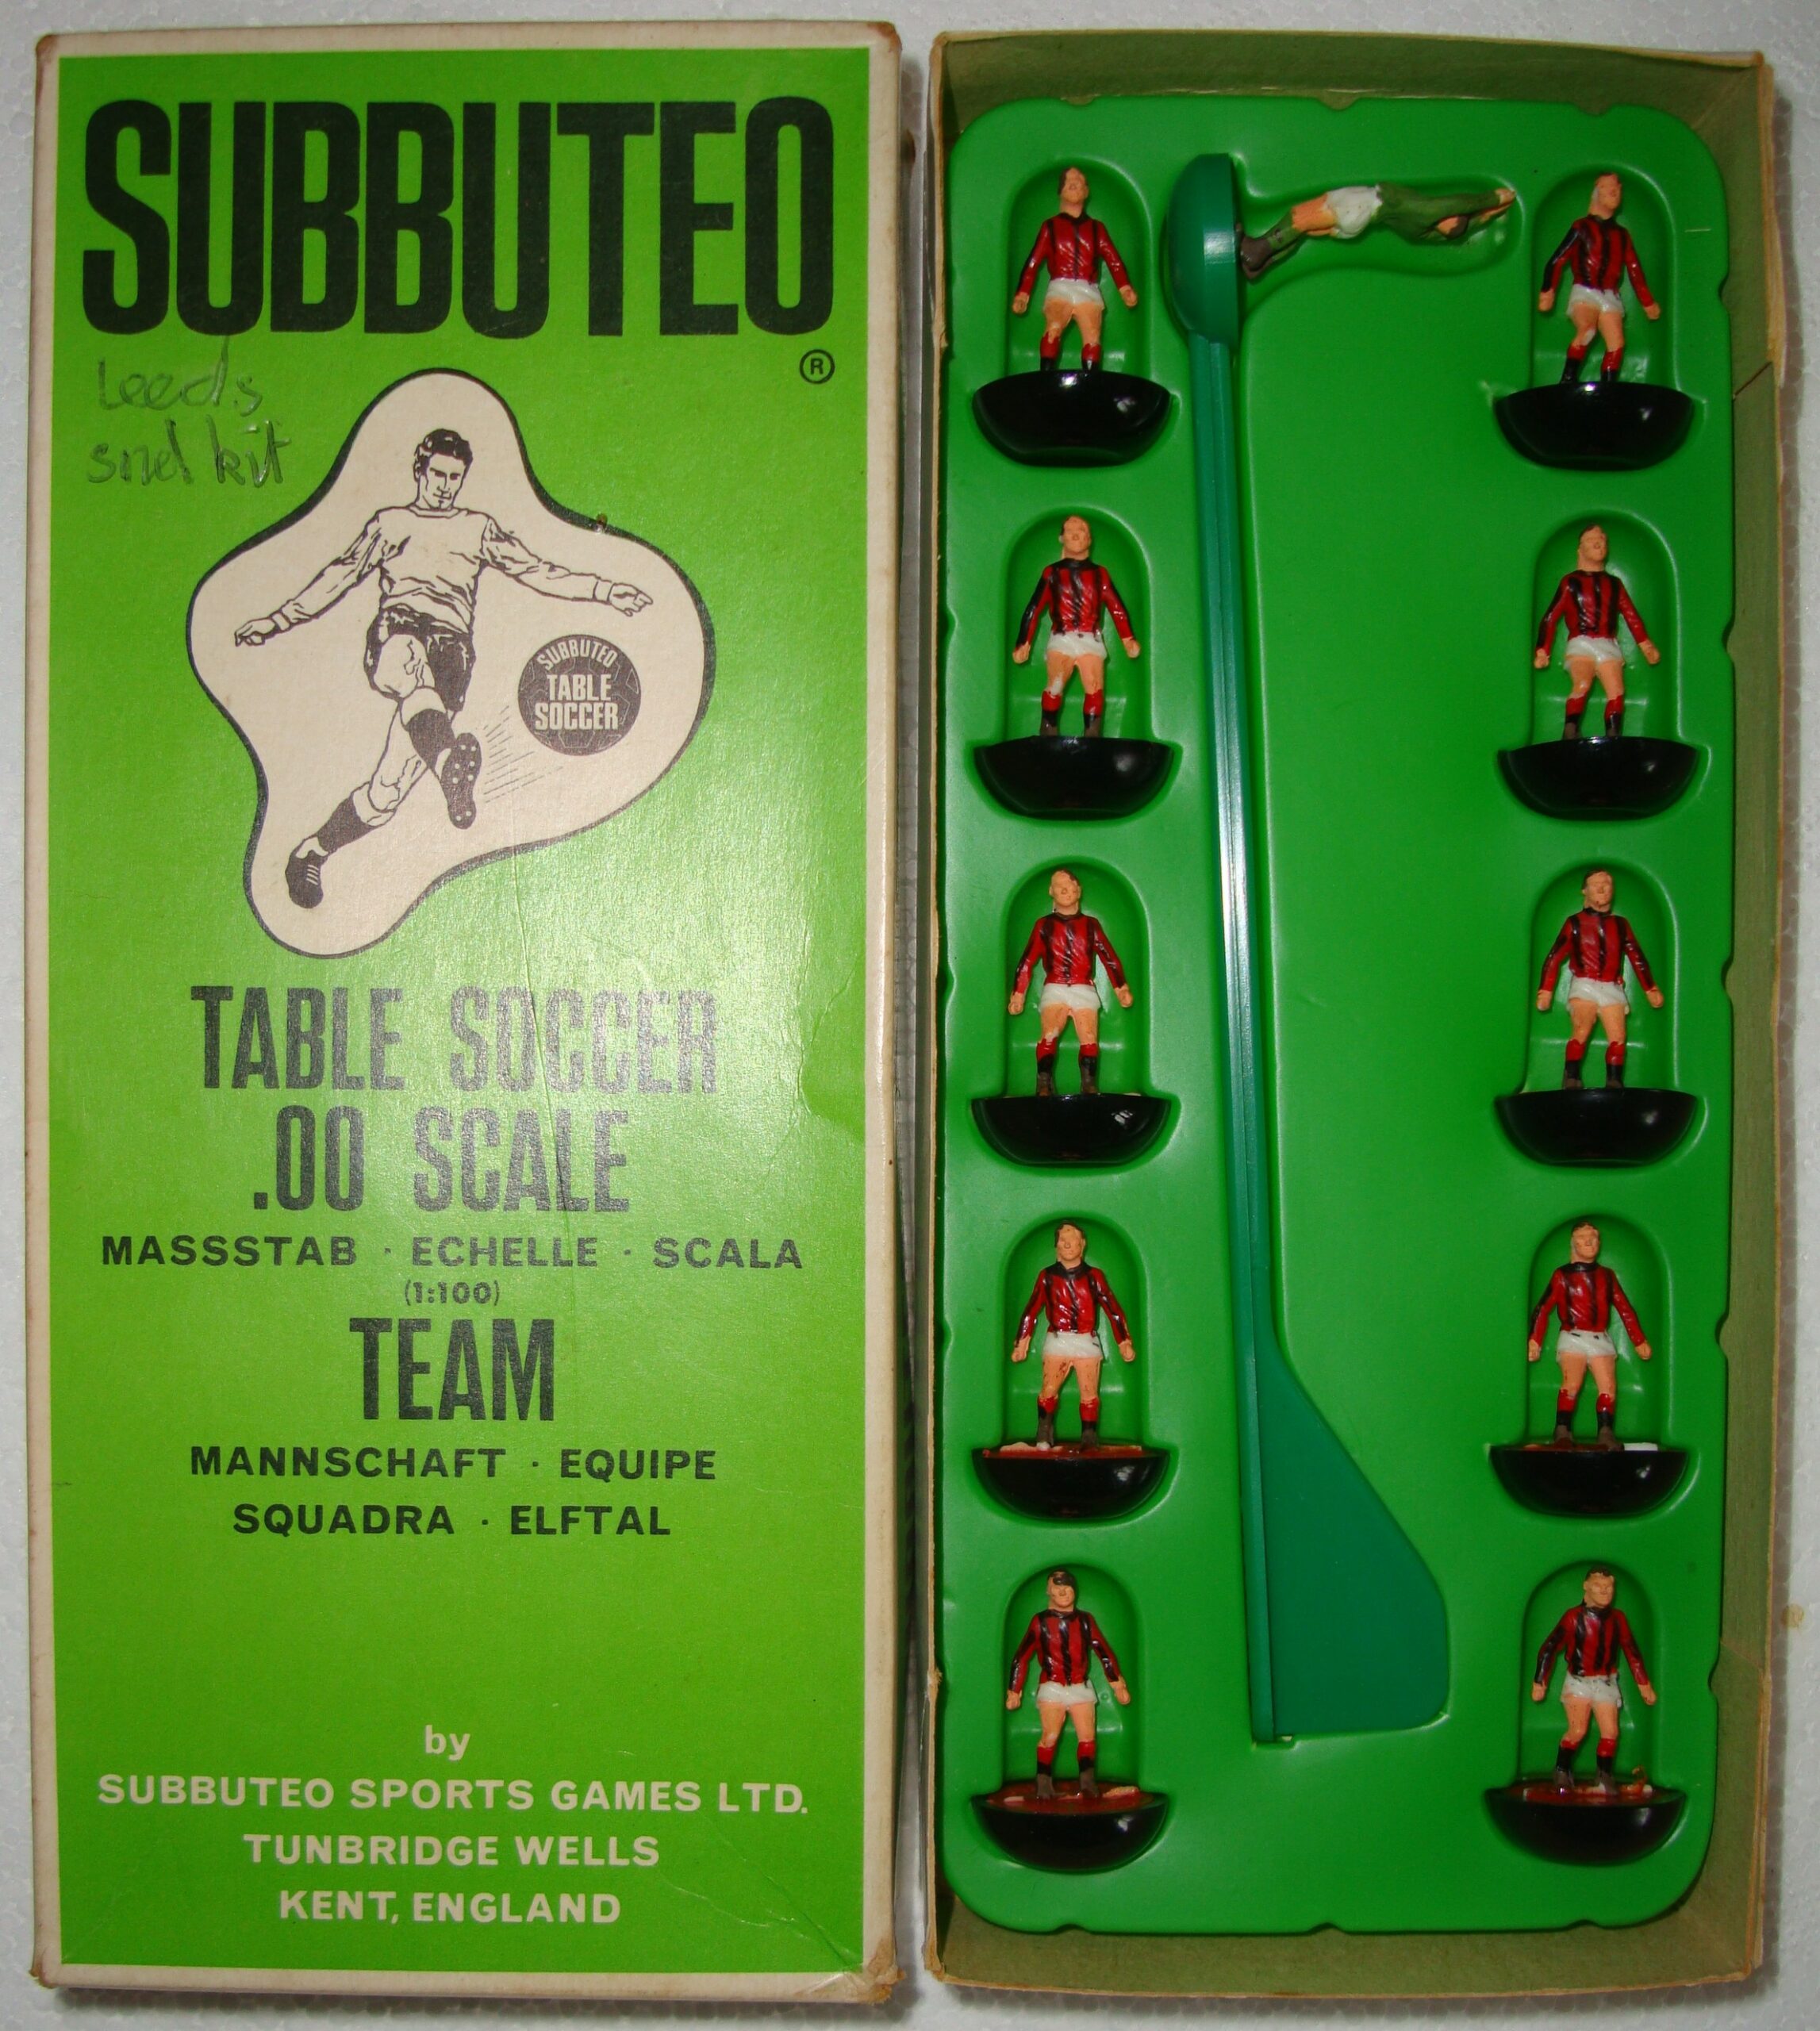 SUBBUTEO
®
Leeds
snd kit
SUBBUTEO
TABLE
SOCCER
TABLE SOCCER
.00 SCALE
MASSSTAB · ECHELLE · SCALA
(1:100)
TEAM
MANNSCHAFT · EQUIPE
SQUADRA · ELFTAL
by
SUBBUTEO SPORTS GAMES LTD.
TUNBRIDGE WELLS
KENT, ENGLAND